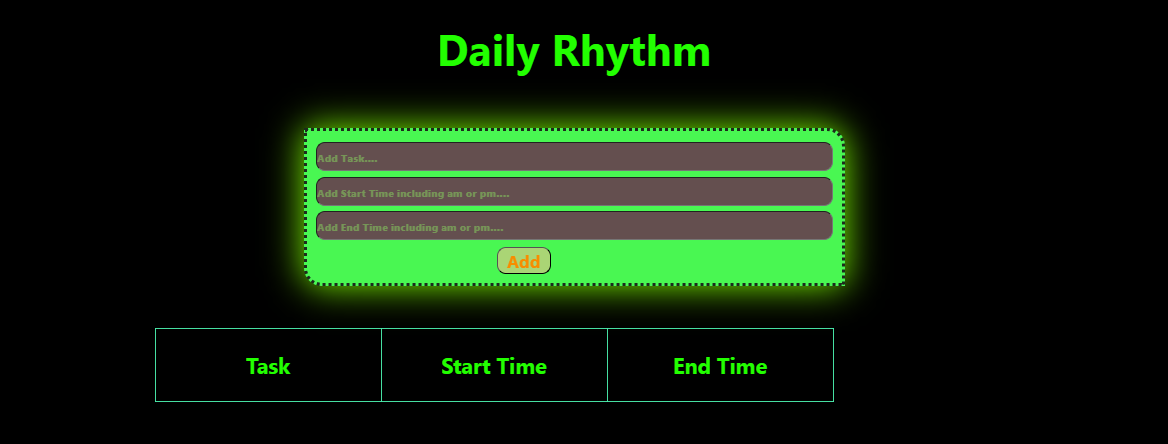 Daily Rhythm
Add Task....
Add Start Time including am or pm....
Add End Time including am or pm....
Add
Task Start Time End Time